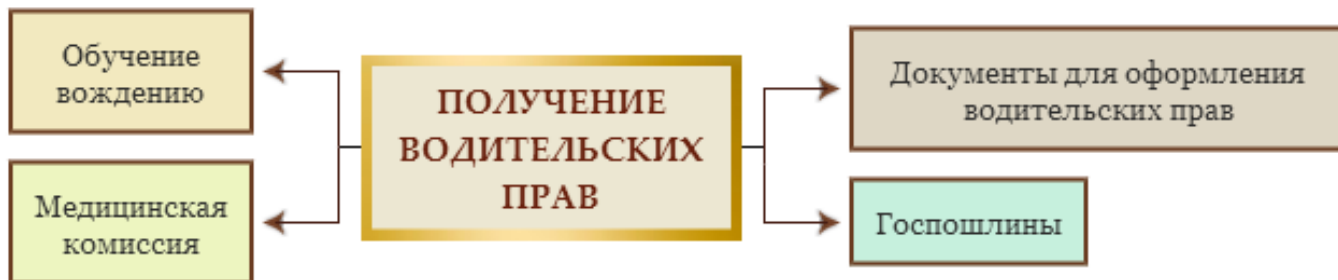 Обучение
вождению
Медицинская
комиссия
ПОЛУЧЕНИЕ
ВОДИТЕЛЬСКИХ
ПРАВ
Документы для оформления
водительских прав
Госпошлины